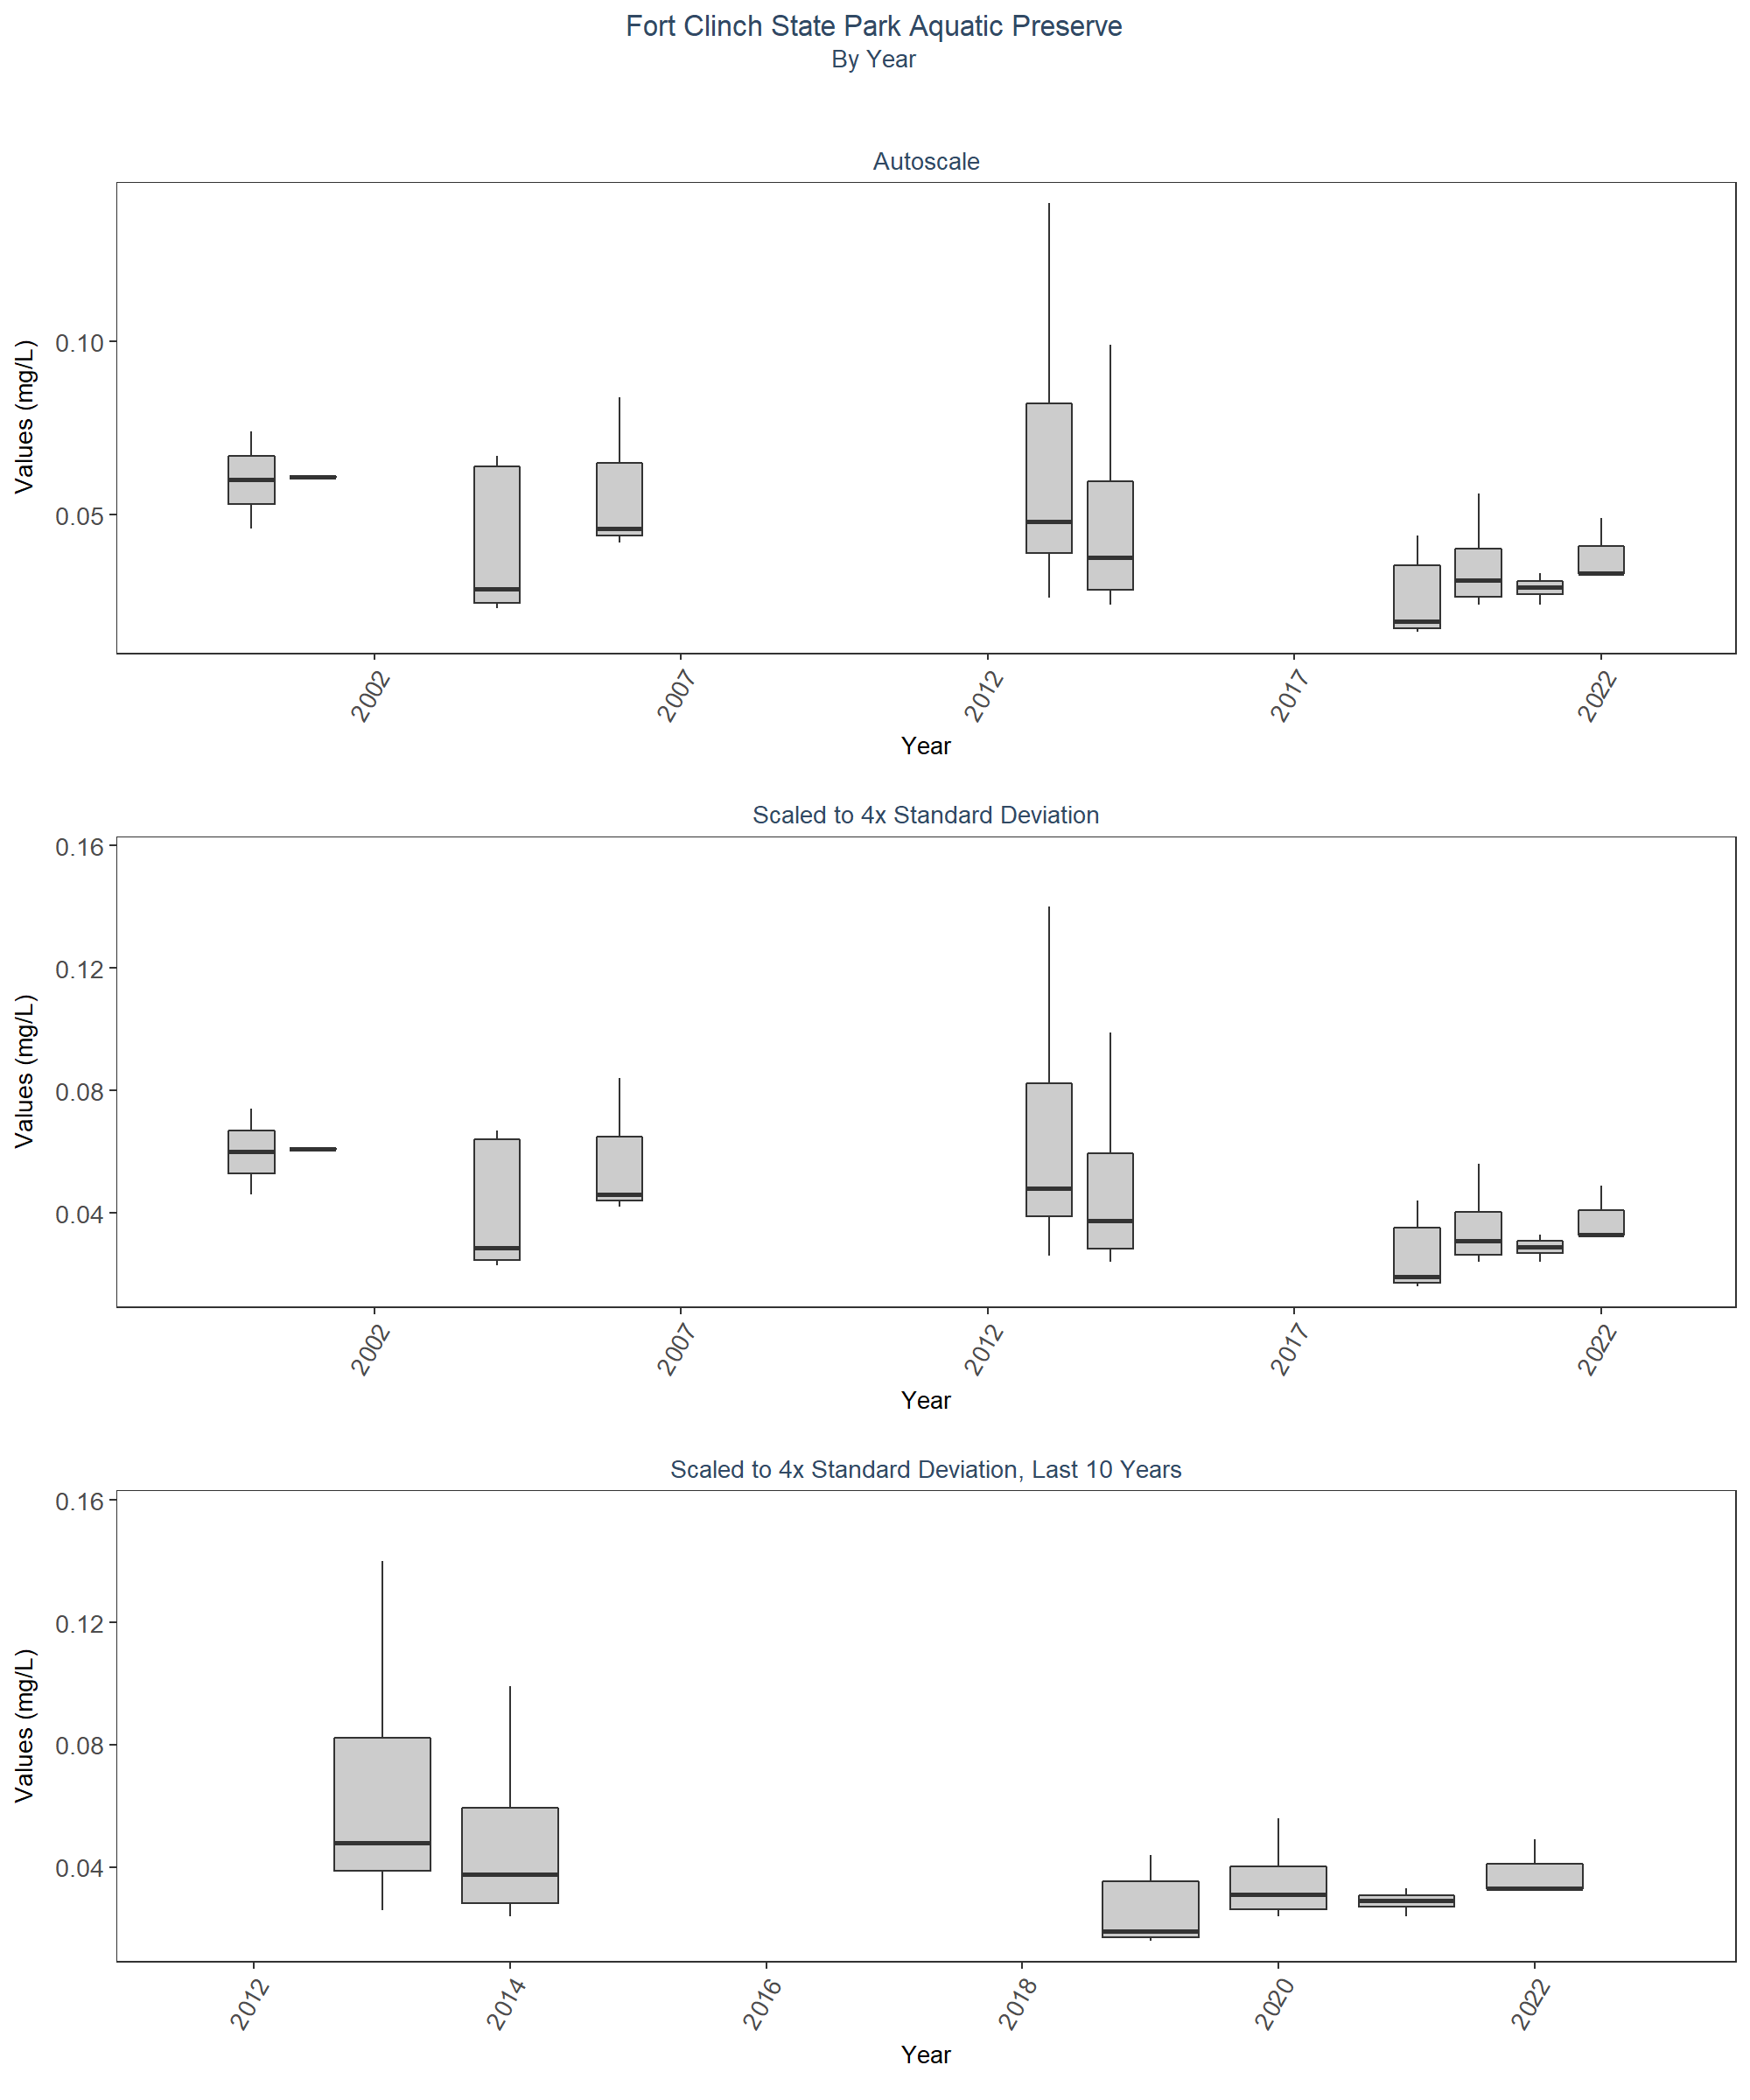 Fort Clinch State Park Aquatic Preserve
By Year
Autoscale
Values (mg/L)
0.10
0.05
2002 2007 2012 2017 2022
Year
Scaled to 4x Standard Deviation
Values (mg/L)
0.16
0.12
0.08
0.04
2002 2007 2012 2017 2022
Year
Scaled to 4x Standard Deviation, Last 10 Years
Values (mg/L)
0.16
0.12
0.08
0.04
2012 2014 2016 2018 2020 2022
Year